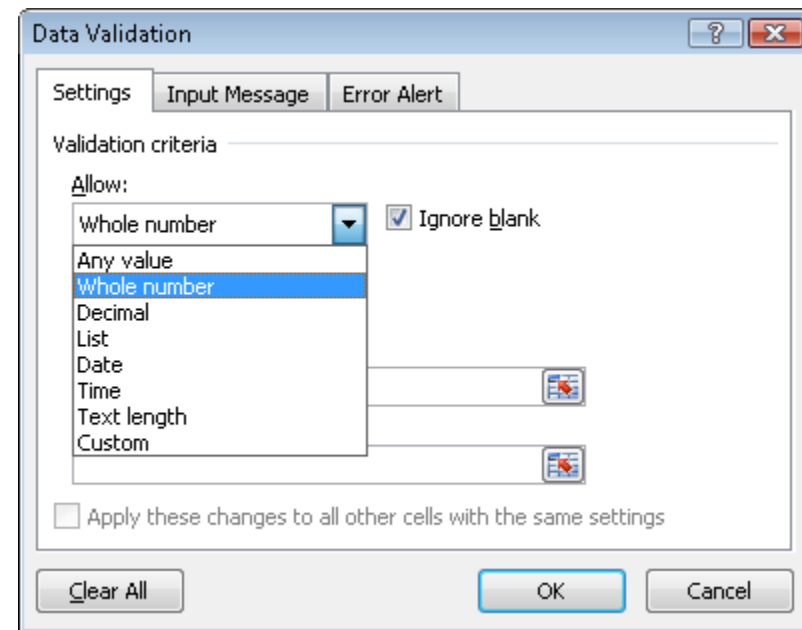 Data Validation
Settings Input Message Error Alert
Validation criteria
Allow:
Whole number Ignore blank
Any value
Whole number
Decimal
List
Date
Time
Text length
Custom
Apply these changes to all other cells with the same settings
Clear All OK Cancel